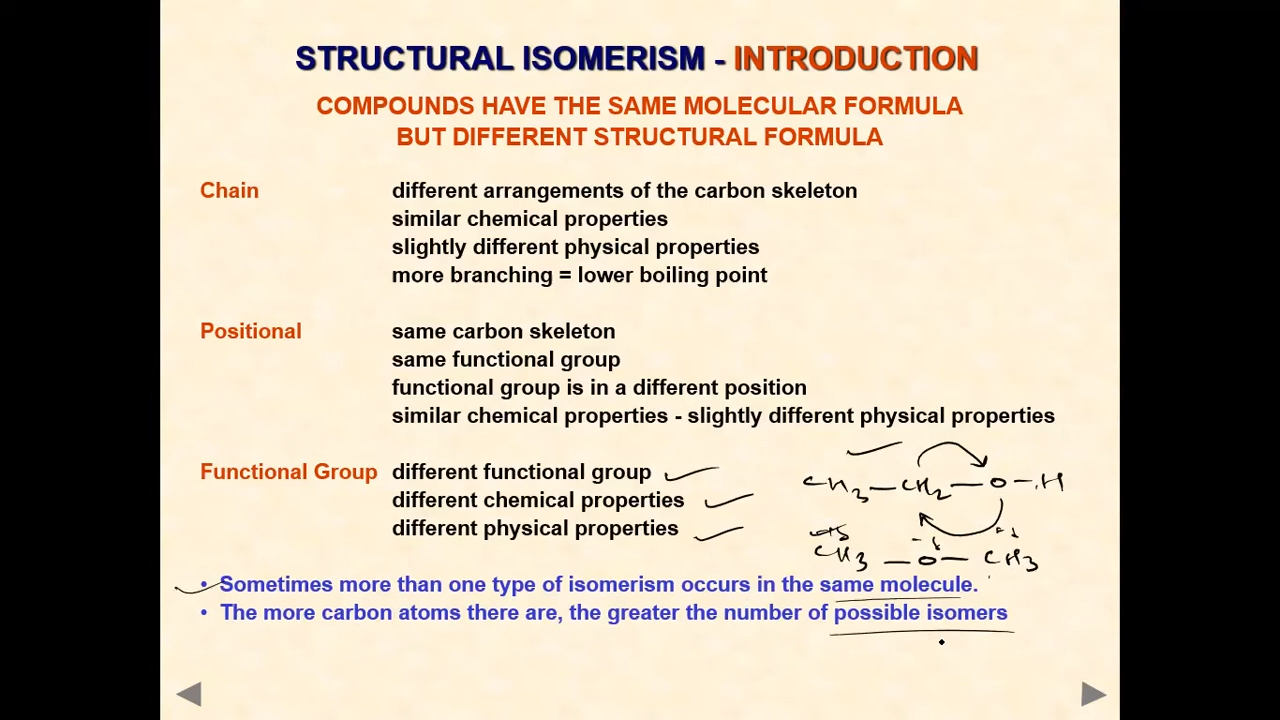 STRUCTURAL ISOMERISM - INTRODUCTION
COMPOUNDS HAVE THE SAME MOLECULAR FORMULA
BUT DIFFERENT STRUCTURAL FORMULA
Chain different arrangements of the carbon skeleton
similar chemical properties
slightly different physical properties
more branching = lower boiling point
Positional same carbon skeleton
same functional group
functional group is in a different position
similar chemical properties - slightly different physical properties
Functional Group different functional group
different chemical properties
different physical properties
CH3—CH2—O—H
CH3—O—CH3
• Sometimes more than one type of isomerism occurs in the same molecule.
• The more carbon atoms there are, the greater the number of possible isomers